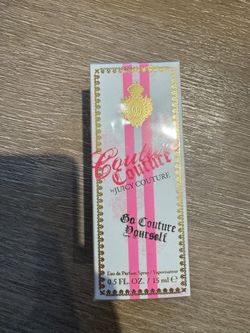 Couture
Couture
by JUICY COUTURE
Go Couture
Yourself
Eau de Parfum Spray / Vaporisateur
0.5 FL. OZ. / 15 ml ℮